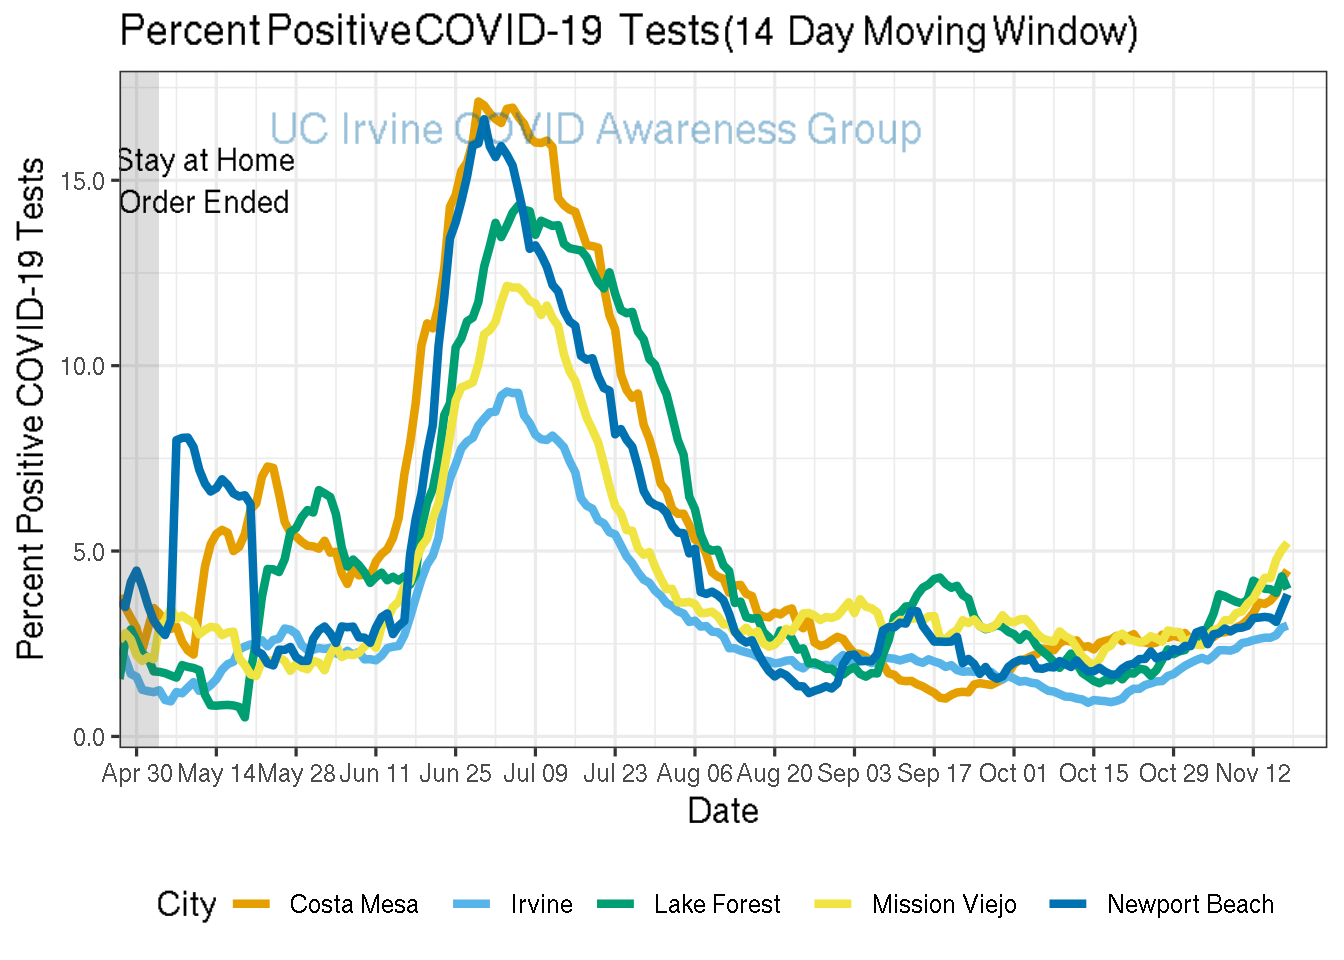 Percent Positive COVID-19 Tests (14 Day Moving Window)
UC Irvine COVID Awareness Group
Stay at Home
Order Ended
Percent Positive COVID-19 Tests
15.0
10.0
5.0
0.0
Apr 30 May 14 May 28 Jun 11 Jun 25 Jul 09 Jul 23 Aug 06 Aug 20 Sep 03 Sep 17 Oct 01 Oct 15 Oct 29 Nov 12
Date
City Costa Mesa Irvine Lake Forest Mission Viejo Newport Beach